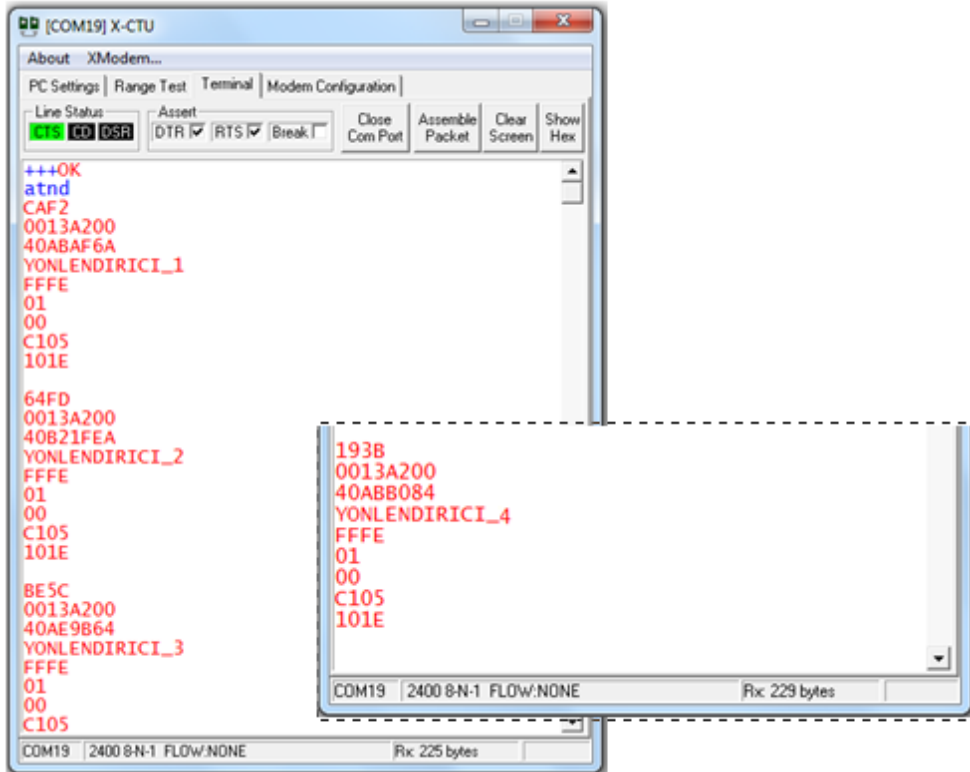 [COM19] X-CTU
About XModem...
PC Settings Range Test Terminal Modem Configuration
Line Status Assert
CTS CD DSR DTR RTS Break
Close Com Port
Assemble Packet
Clear Screen
Show Hex
+++OK
atnd
CAF2
0013A200
40ABAF6A
YONLENDIRICI_1
FFFE
01
00
C105
101E
64FD
0013A200
40B21FEA
YONLENDIRICI_2
FFFE
01
00
C105
101E
BE5C
0013A200
40AE9B64
YONLENDIRICI_3
FFFE
01
00
C105
COM19 2400 8-N-1 FLOW:NONE Rx: 225 bytes
193B
0013A200
40ABB084
YONLENDIRICI_4
FFFE
01
00
C105
101E
COM19 2400 8-N-1 FLOW:NONE Rx: 229 bytes